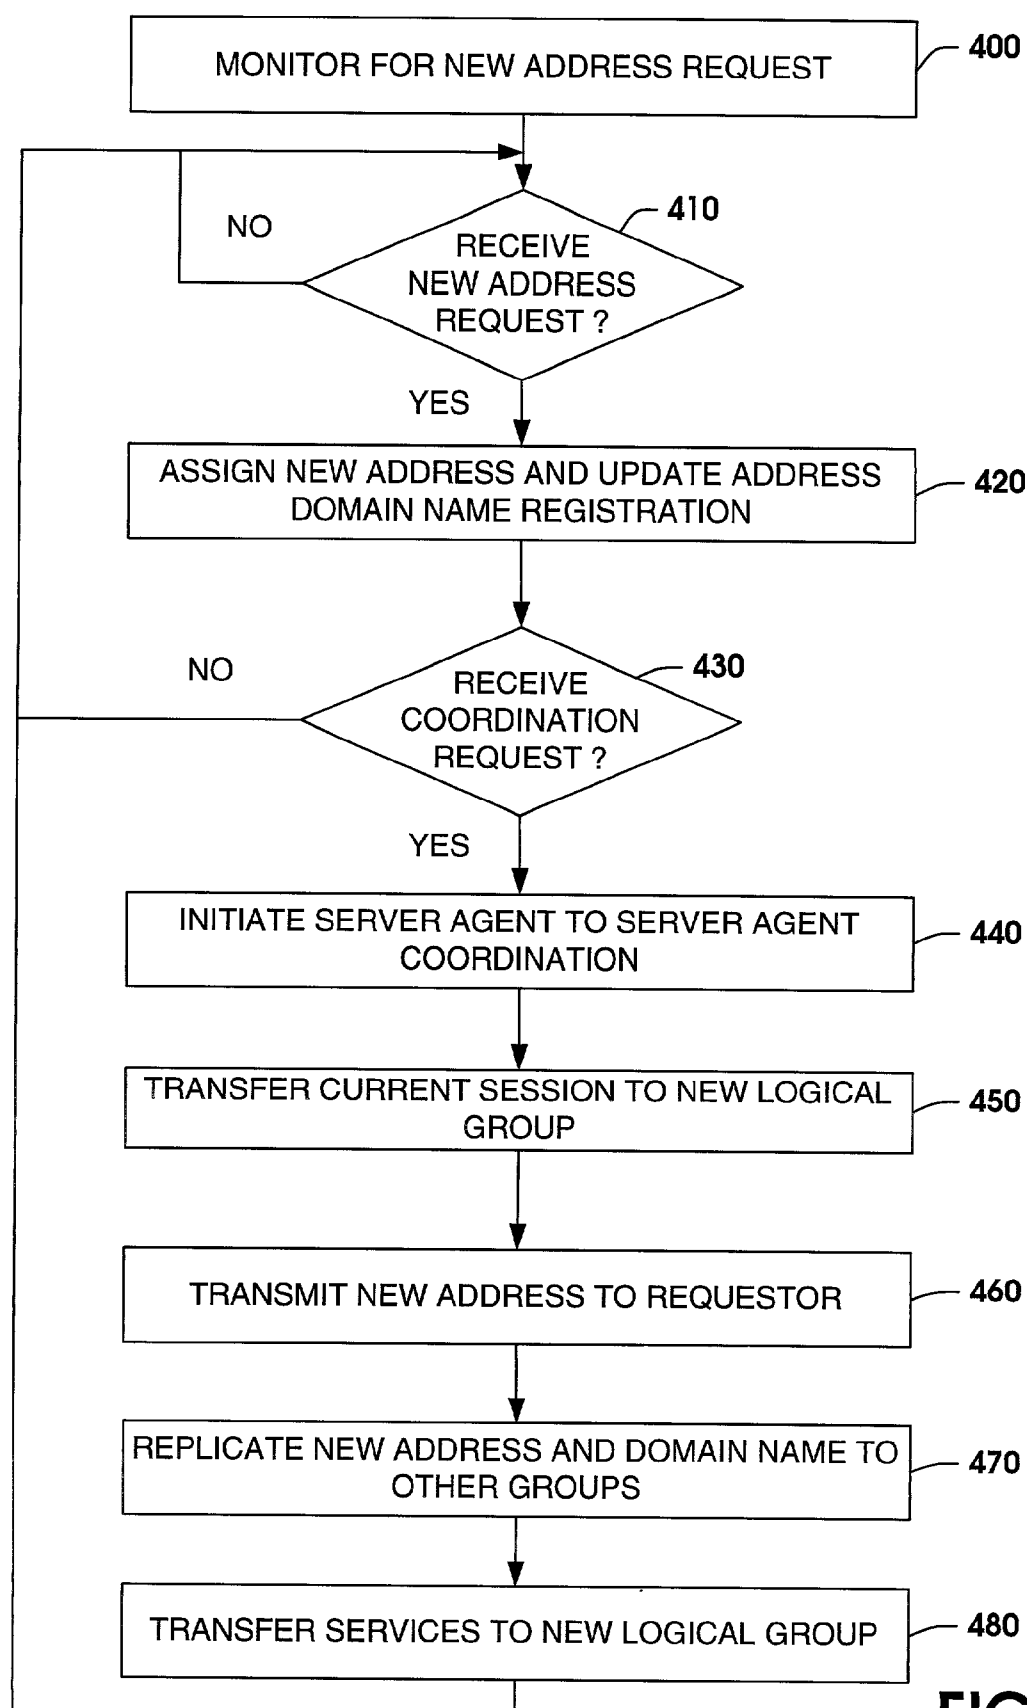 MONITOR FOR NEW ADDRESS REQUEST
400
410
NO
RECEIVE
NEW ADDRESS
REQUEST ?
YES
ASSIGN NEW ADDRESS AND UPDATE ADDRESS
DOMAIN NAME REGISTRATION
420
430
NO
RECEIVE
COORDINATION
REQUEST ?
YES
INITIATE SERVER AGENT TO SERVER AGENT
COORDINATION
440
TRANSFER CURRENT SESSION TO NEW LOGICAL
GROUP
450
TRANSMIT NEW ADDRESS TO REQUESTOR
460
REPLICATE NEW ADDRESS AND DOMAIN NAME TO
OTHER GROUPS
470
TRANSFER SERVICES TO NEW LOGICAL GROUP
480